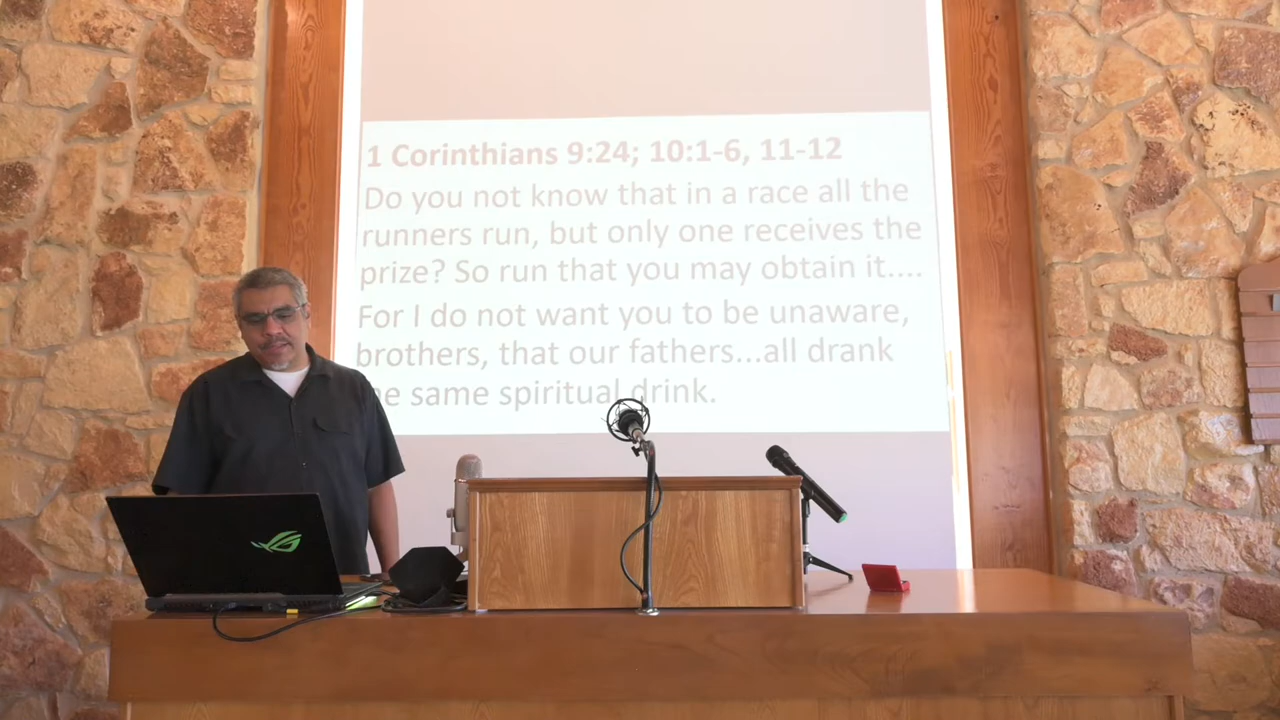 1 Corinthians 9:24; 10:1-6, 11-12
Do you not know that in a race all the
runners run, but only one receives the
prize? So run that you may obtain it....
For I do not want you to be unaware,
brothers, that our fathers...all drank
he same spiritual drink.